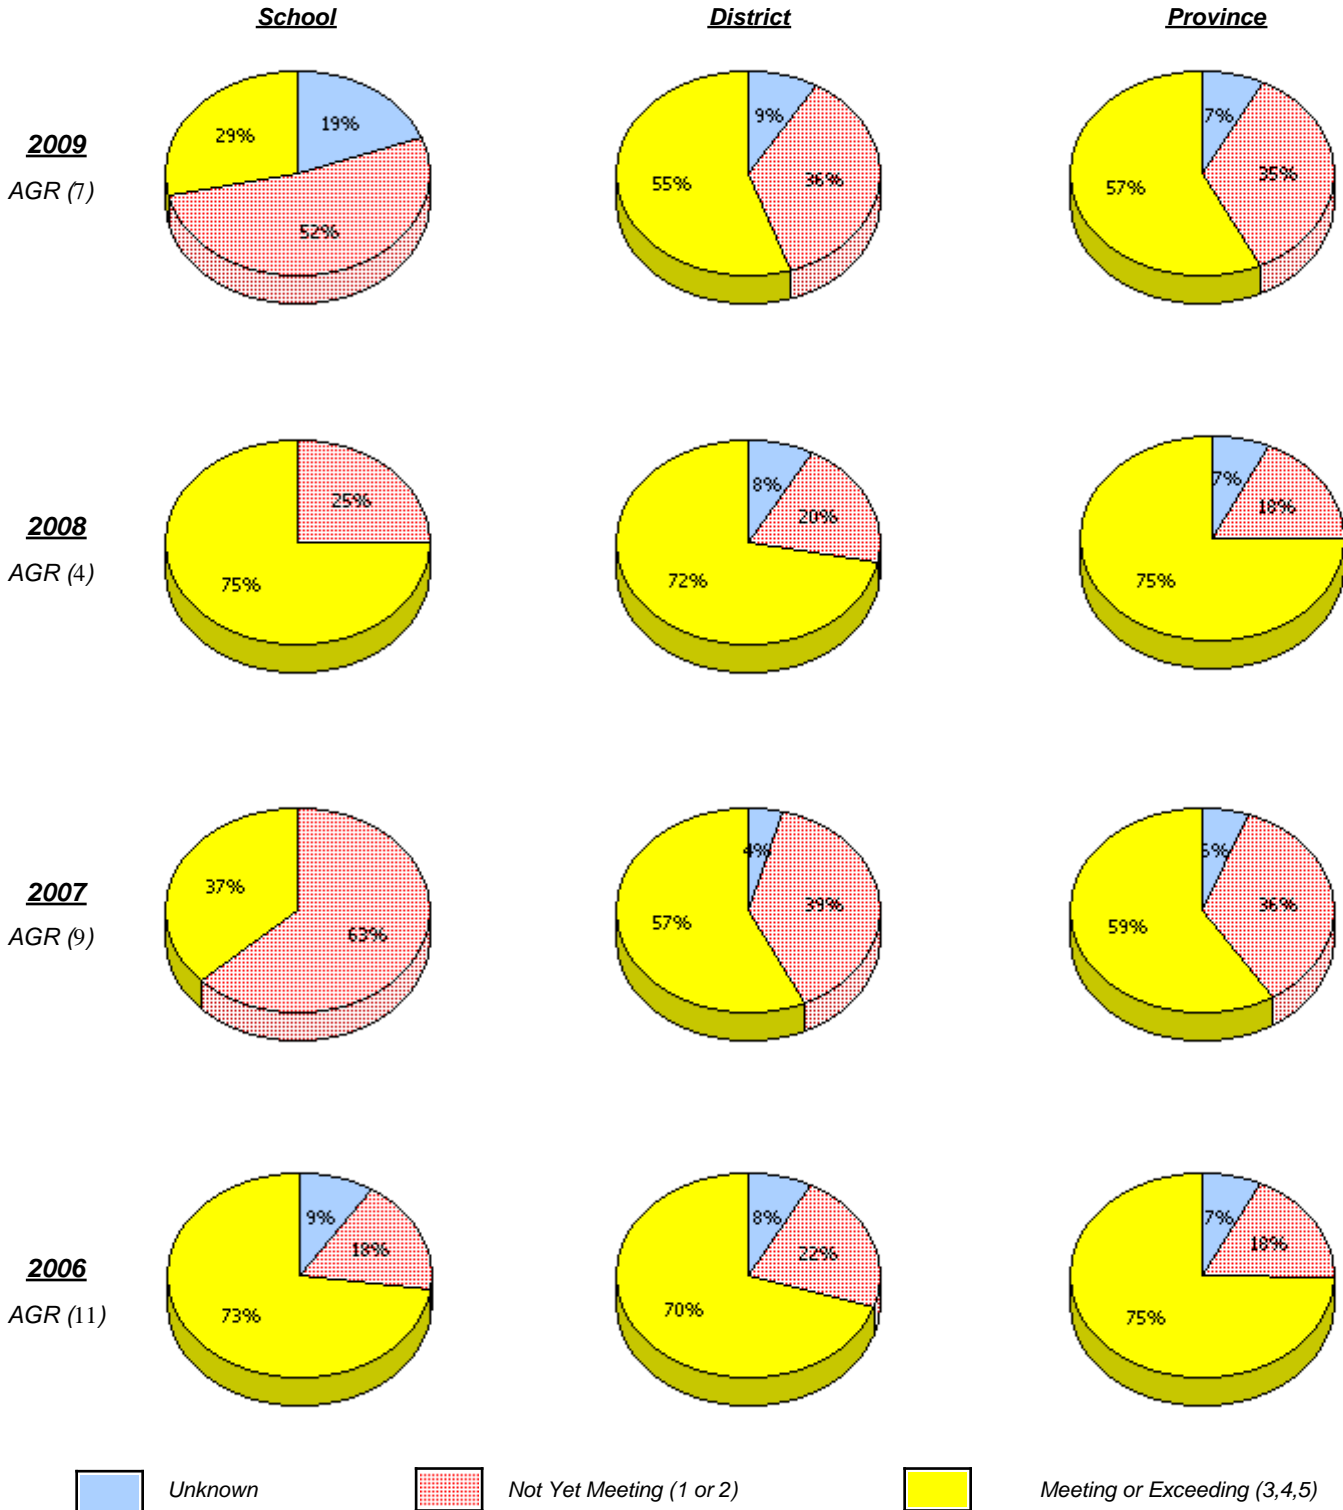 School District Province
2009
AGR (7)
29% 19% 52%
55% 9% 36%
57% 7% 35%
2008
AGR (4)
25% 75%
8% 20% 72%
7% 18% 75%
2007
AGR (9)
37% 63%
4% 39% 57%
5% 36% 59%
2006
AGR (11)
9% 18% 73%
8% 22% 70%
7% 18% 75%
Unknown Not Yet Meeting (1 or 2) Meeting or Exceeding (3,4,5)